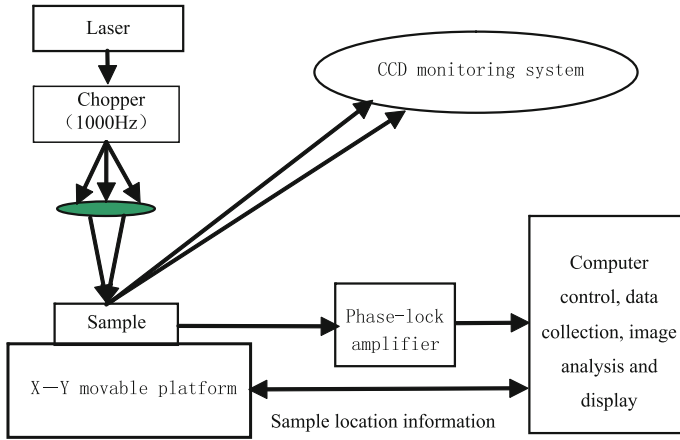 Laser
Chopper
（1000Hz）
CCD monitoring system
Sample
X—Y movable platform
Phase-lock
amplifier
Computer
control, data
collection, image
analysis and
display
Sample location information